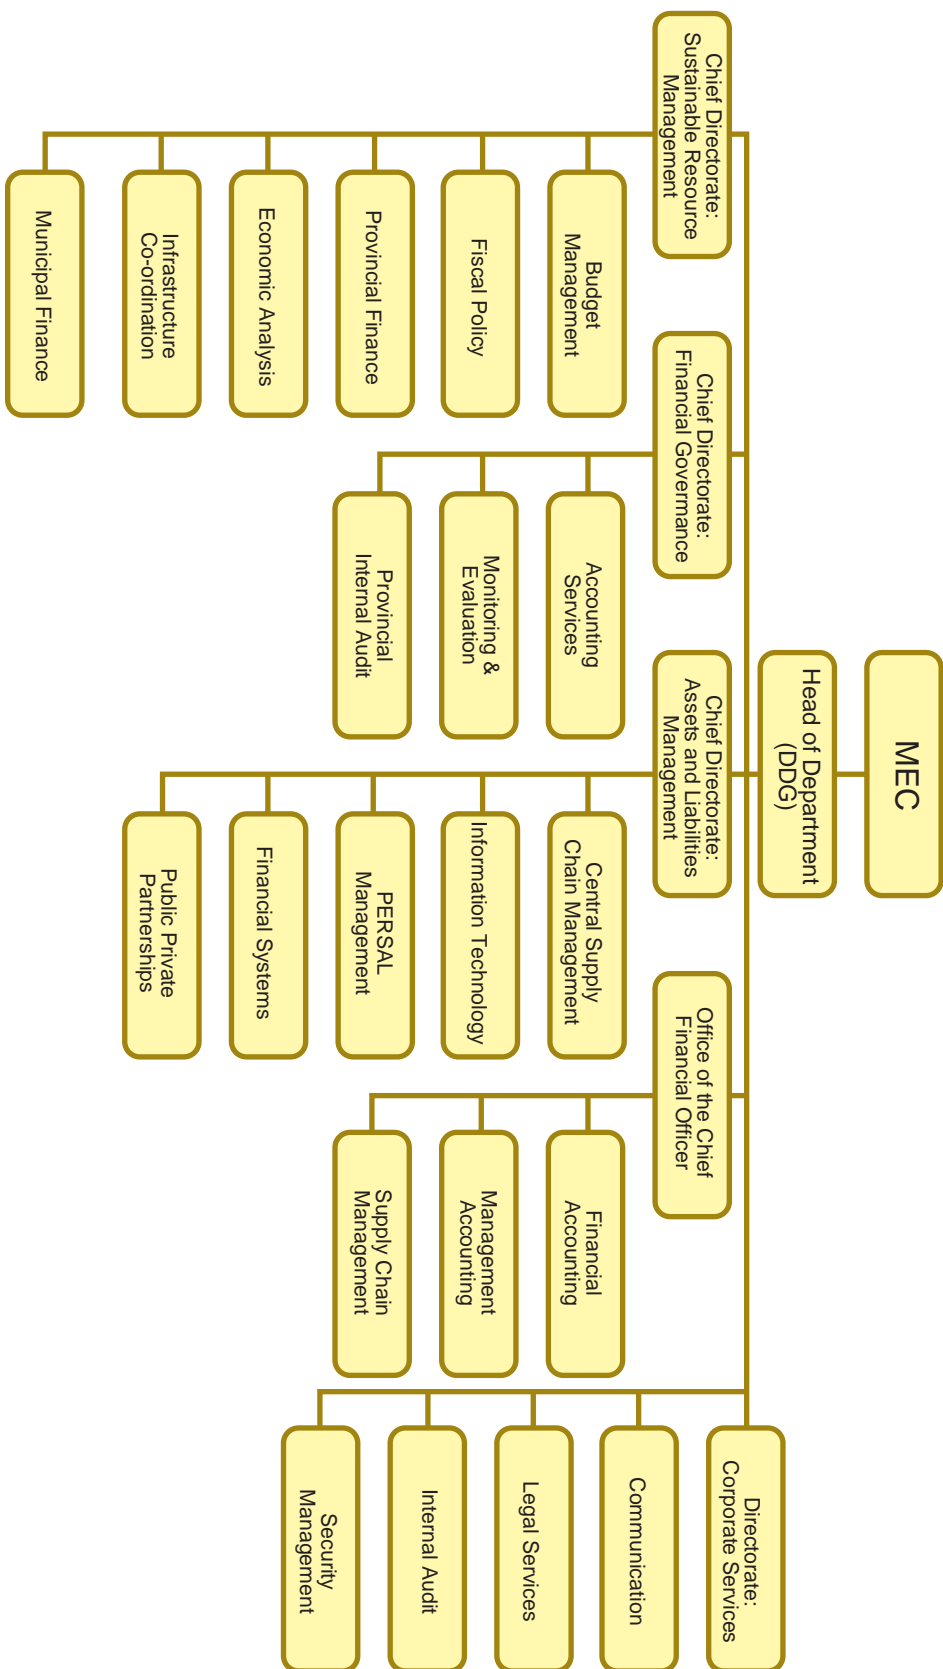 MEC
Head of Department
(DDG)
Chief Directorate:
Sustainable Resource
Management
Budget
Management
Fiscal Policy
Provincial Finance
Economic Analysis
Infrastructure
Co-ordination
Municipal Finance
Chief Directorate:
Financial Govermance
Accounting
Services
Monitoring &
Evaluation
Provincial
Internal Audit
Chief Directorate:
Assets and Liabilities
Management
Central Supply
Chain Management
Information Technology
PERSAL
Management
Financial Systems
Public Private
Partnerships
Office of the Chief
Financial Officer
Financial
Accounting
Management
Accounting
Supply Chain
Management
Directorate:
Corporate Services
Communication
Legal Services
Internal Audit
Security
Management